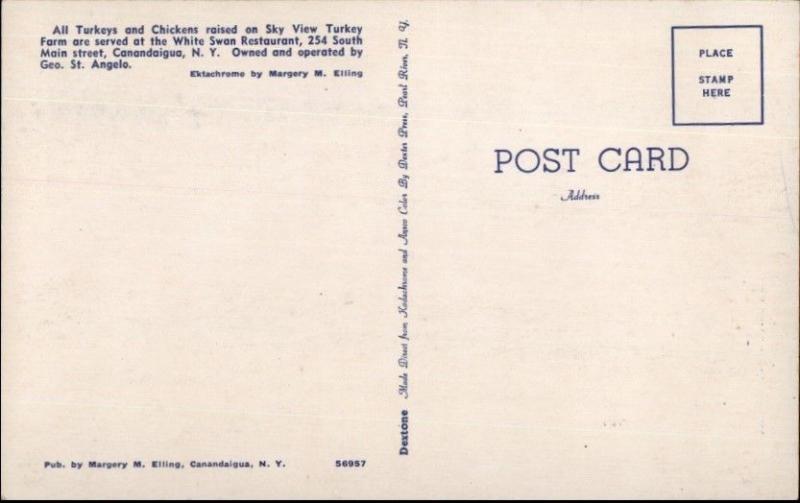 All Turkeys and Chickens raised on Sky View Turkey
Farm are served at the White Swan Restaurant, 254 South
Main street, Canandaigua, N. Y. Owned and operated by
Geo. St. Angelo.
Ektachrome by Margery M. Elling
Pub. by Margery M. Elling, Canandaigua, N. Y. 56957
Dextone Made Direct from Kodachrome and Ansco Color By Dexter Press, Pearl River, N. Y.
PLACE
STAMP
HERE
POST CARD
Address